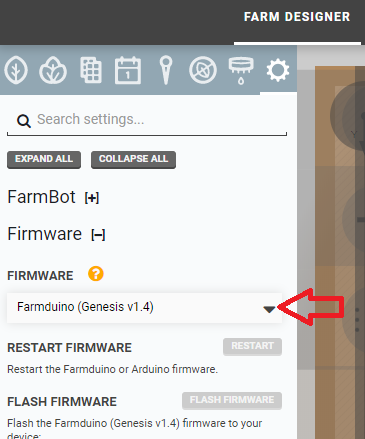 FARM DESIGNER
1
Search settings...
EXPAND ALL COLLAPSE ALL
FarmBot [+]
Firmware [–]
FIRMWARE ?
Farmduino (Genesis v1.4)
RESTART FIRMWARE RESTART
Restart the Farmduino or Arduino firmware.
FLASH FIRMWARE FLASH FIRMWARE
Flash the Farmduino (Genesis v1.4) firmware to your
device: